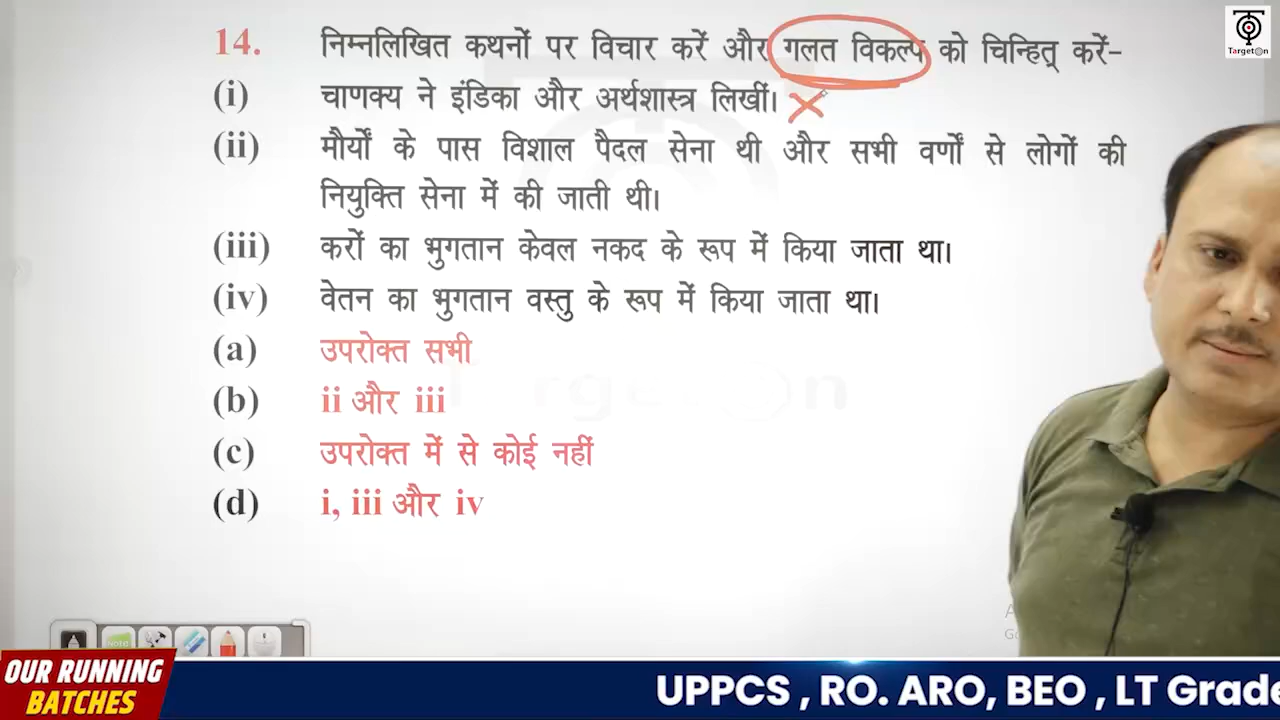 TargetOn
14. निम्नलिखित कथनों पर विचार करें और गलत विकल्प को चिन्हित् करें-
(i) चाणक्य ने इंडिका और अर्थशास्त्र लिखीं।
(ii) मौर्यों के पास विशाल पैदल सेना थी और सभी वर्णों से लोगों की
नियुक्ति सेना में की जाती थी।
(iii) करों का भुगतान केवल नकद के रूप में किया जाता था।
(iv) वेतन का भुगतान वस्तु के रूप में किया जाता था।
(a) उपरोक्त सभी
(b) ii और iii
(c) उपरोक्त में से कोई नहीं
(d) i, iii और iv
OUR RUNNING
BATCHES
UPPCS , RO. ARO, BEO , LT Grade